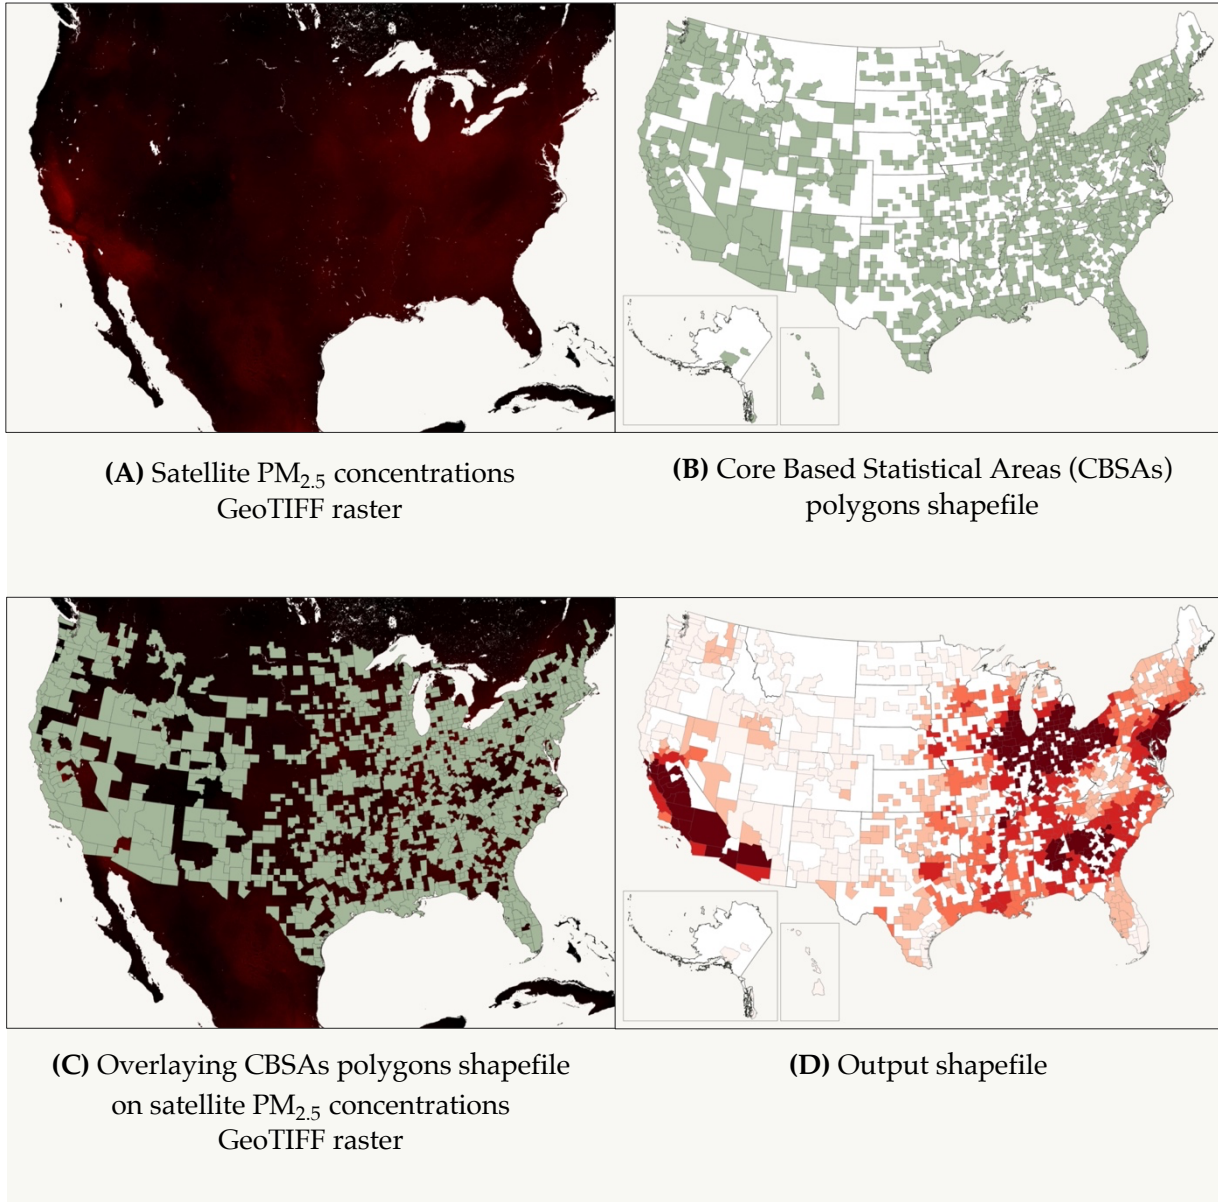 (A) Satellite PM2.5 concentrations
GeoTIFF raster
(B) Core Based Statistical Areas (CBSAs)
polygons shapefile
(C) Overlaying CBSAs polygons shapefile
on satellite PM2.5 concentrations
GeoTIFF raster
(D) Output shapefile